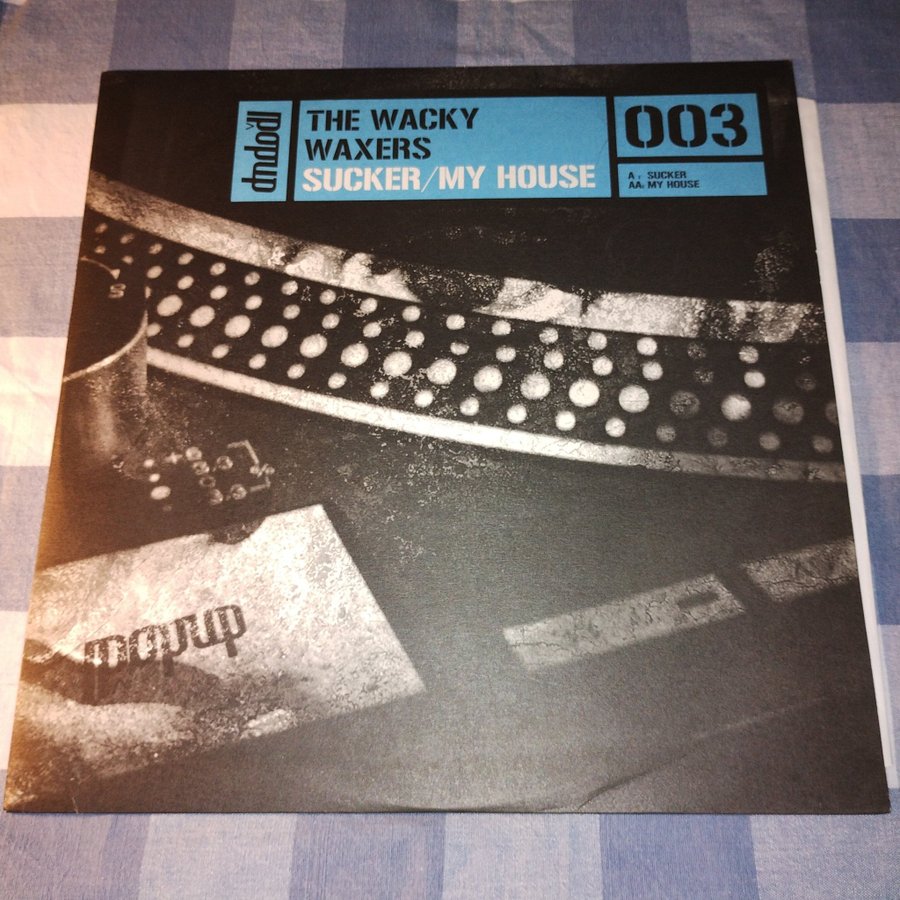 THE WACKY
WAXERS
SUCKER/MY HOUSE
003
A : SUCKER
AA: MY HOUSE
S